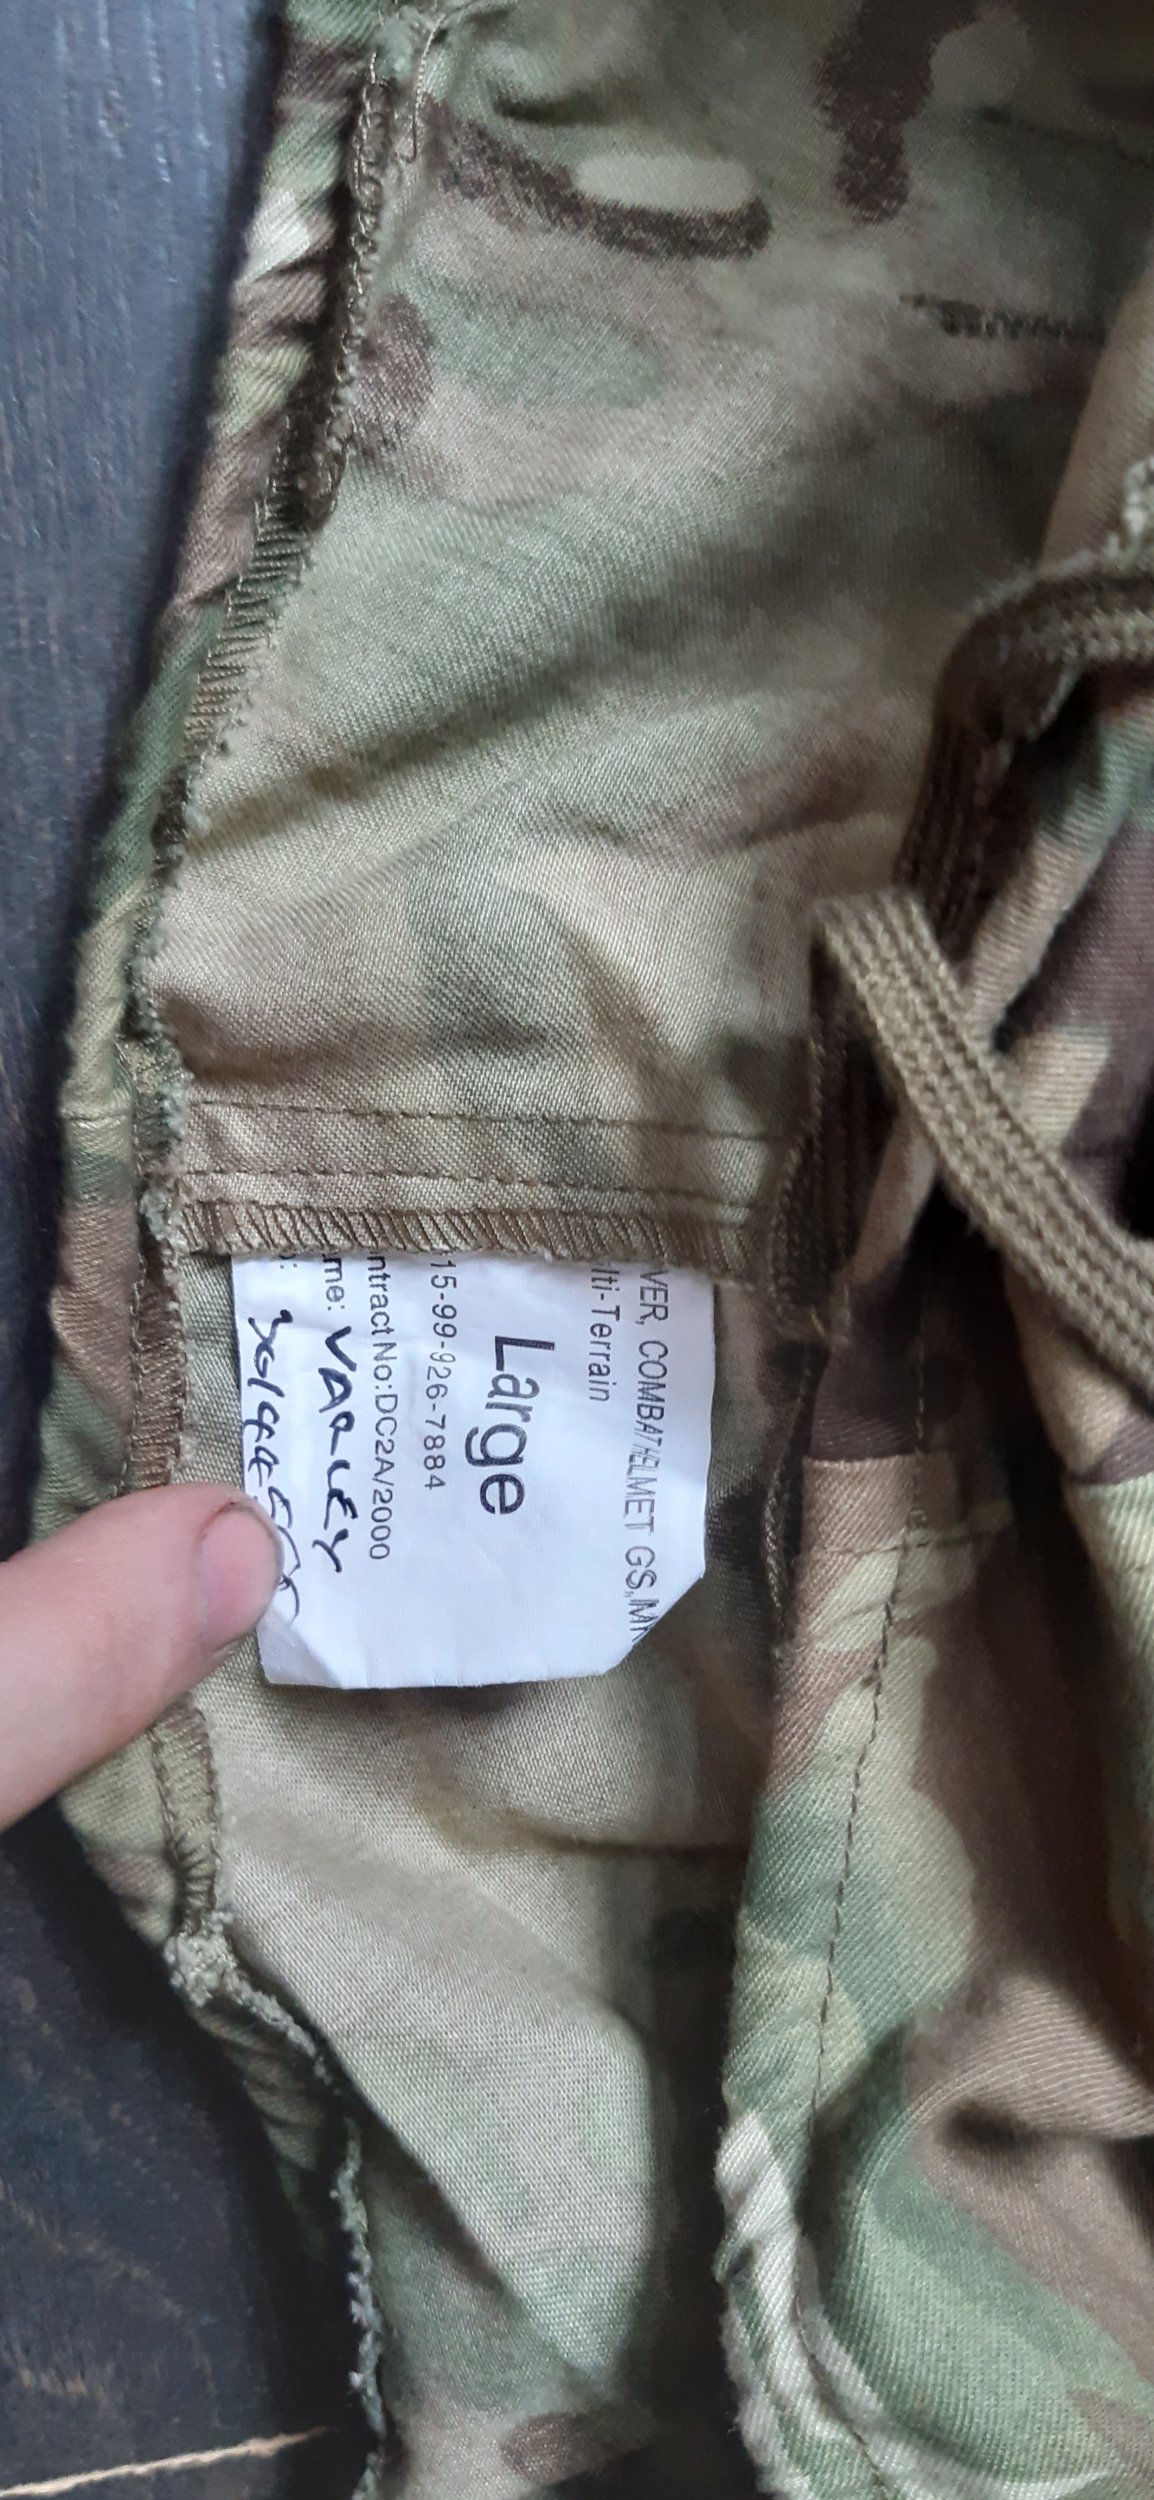 VER, COMBAT HELMET GS, MK
lti-Terrain
Large
15-99-926-7884
ntract No:DC2A/2000
me: VARLEY